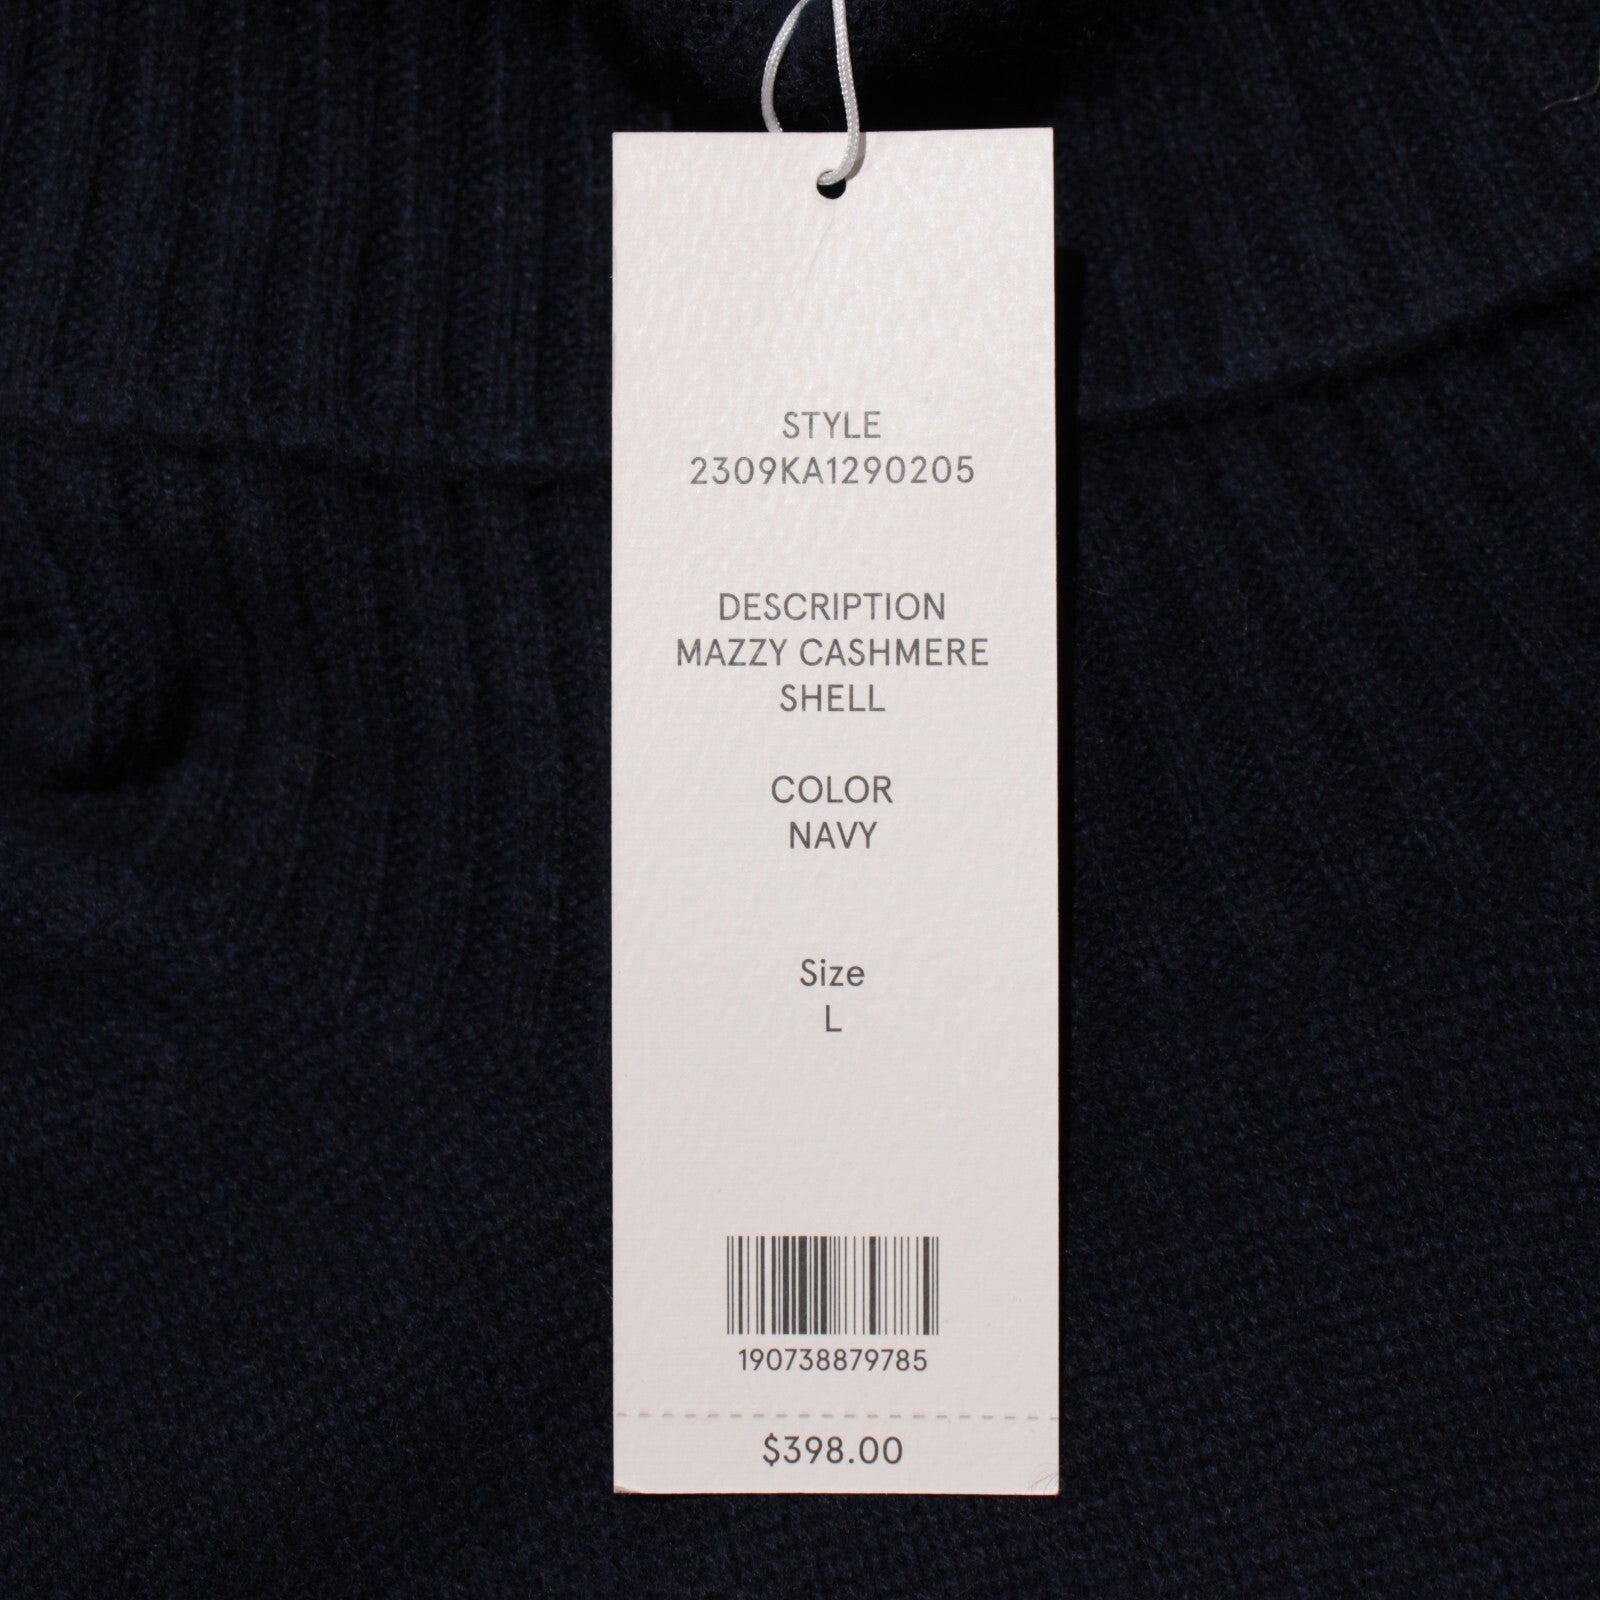 STYLE
2309KA1290205
DESCRIPTION
MAZZY CASHMERE
SHELL
COLOR
NAVY
Size
L
190738879785
$398.00